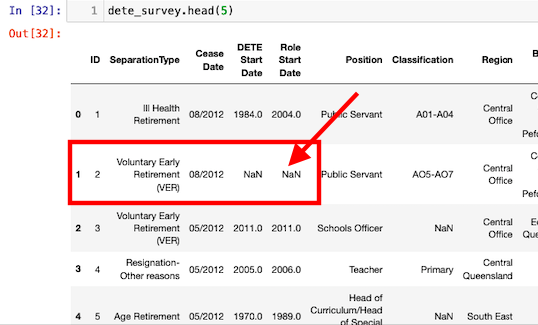 In [32]: 1 dete_survey.head(5)
Out[32]:
ID SeparationType Cease Date DETE Start Date Role Start Date Position Classification Region
0 1 Ill Health Retirement 08/2012 1984.0 2004.0 Public Servant A01-A04 Central Office
1 2 Voluntary Early Retirement (VER) 08/2012 NaN NaN Public Servant AO5-AO7 Central Office
2 3 Voluntary Early Retirement (VER) 05/2012 2011.0 2011.0 Schools Officer NaN Central Office
3 4 Resignation-Other reasons 05/2012 2005.0 2006.0 Teacher Primary Central Queensland
4 5 Age Retirement 05/2012 1970.0 1989.0 Head of Curriculum/Head of Special NaN South East